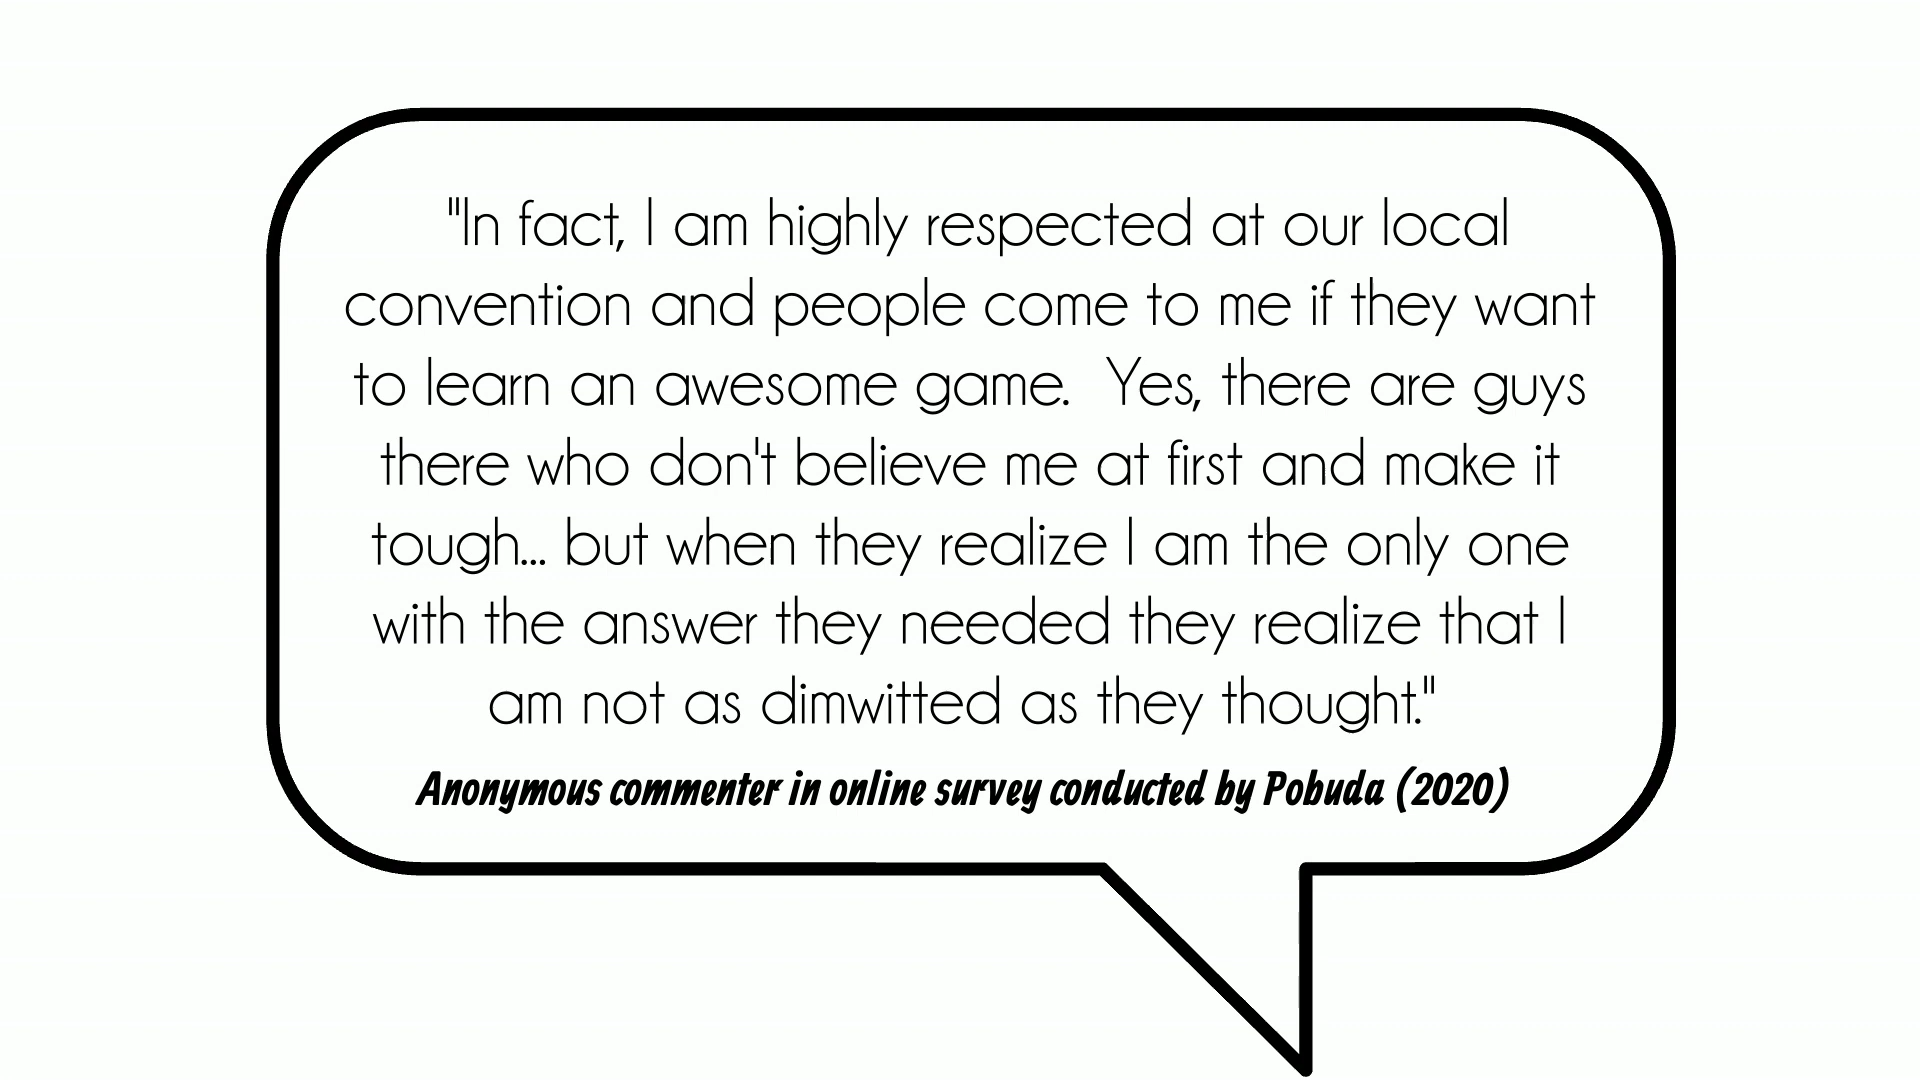 "In fact, I am highly respected at our local
convention and people come to me if they want
to learn an awesome game.  Yes, there are guys
there who don't believe me at first and make it
tough... but when they realize I am the only one
with the answer they needed they realize that I
am not as dimwitted as they thought."
Anonymous commenter in online survey conducted by Pobuda (2020)